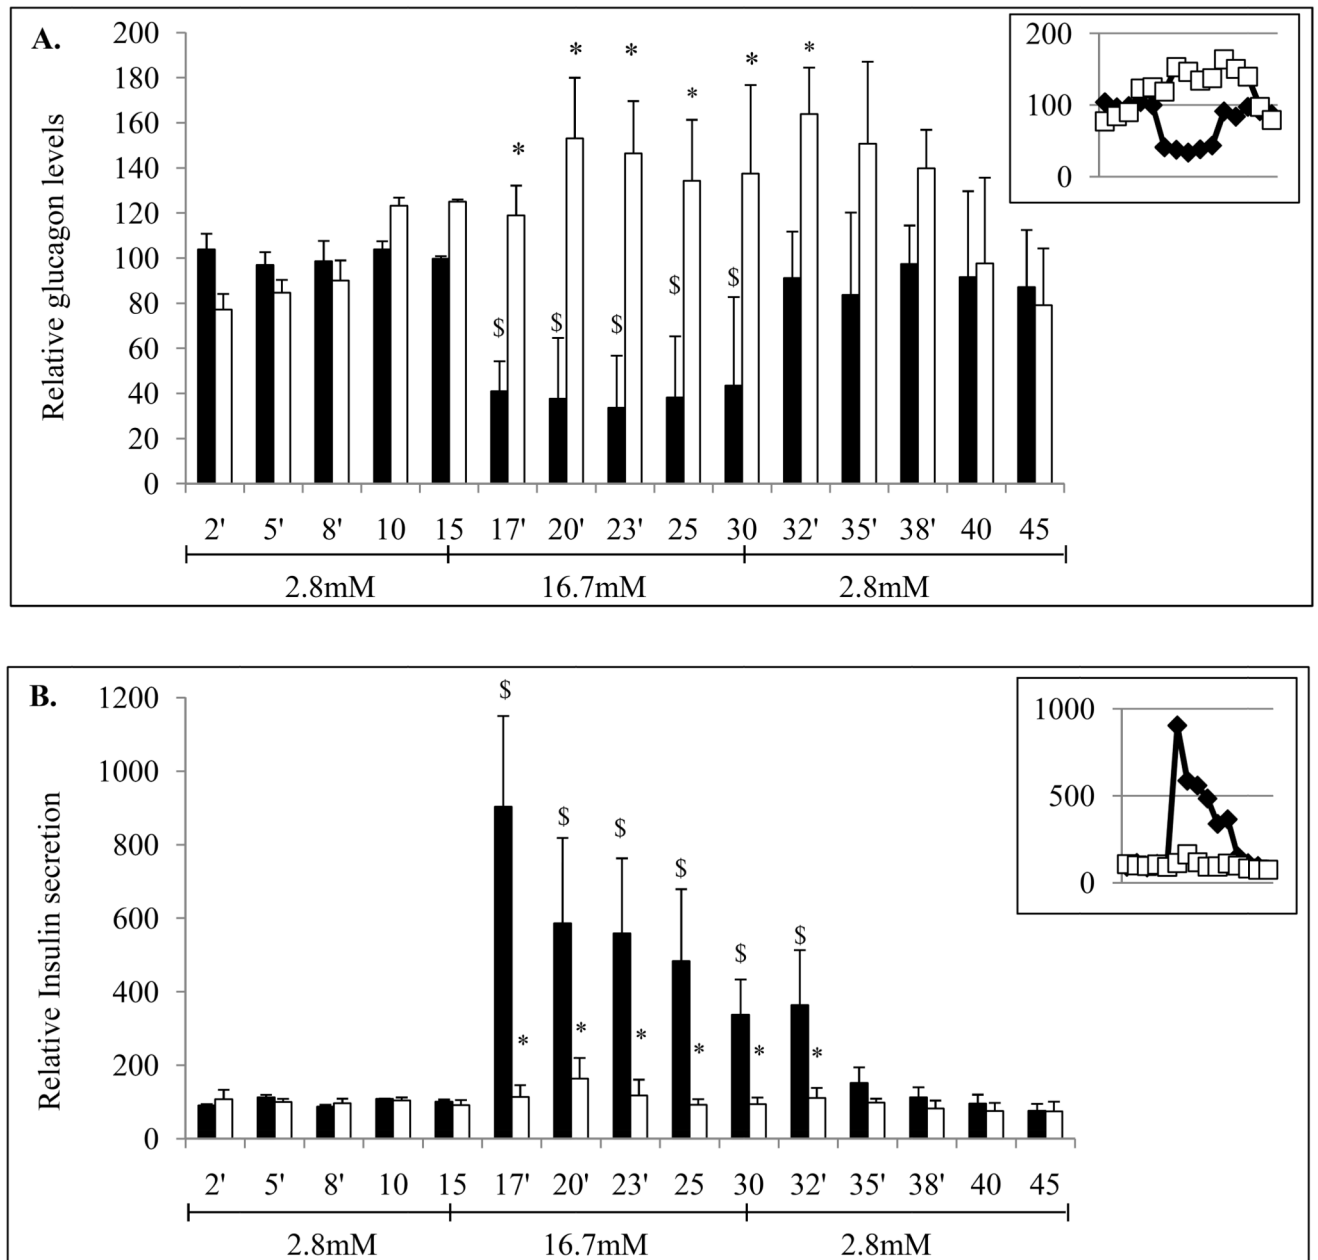 A.
Relative glucagon levels
200
180
160
140
120
100
80
60
40
20
0
* * * * * *
*
$ $ $ $ $
2' 5' 8' 10 15 17' 20' 23' 25 30 32' 35' 38' 40 45
2.8mM 16.7mM 2.8mM
200
100
0
B.
Relative Insulin secretion
1200
1000
800
600
400
200
0
$ $ $ $ $ $
* * * * * *
2' 5' 8' 10 15 17' 20' 23' 25 30 32' 35' 38' 40 45
2.8mM 16.7mM 2.8mM
1000
500
0